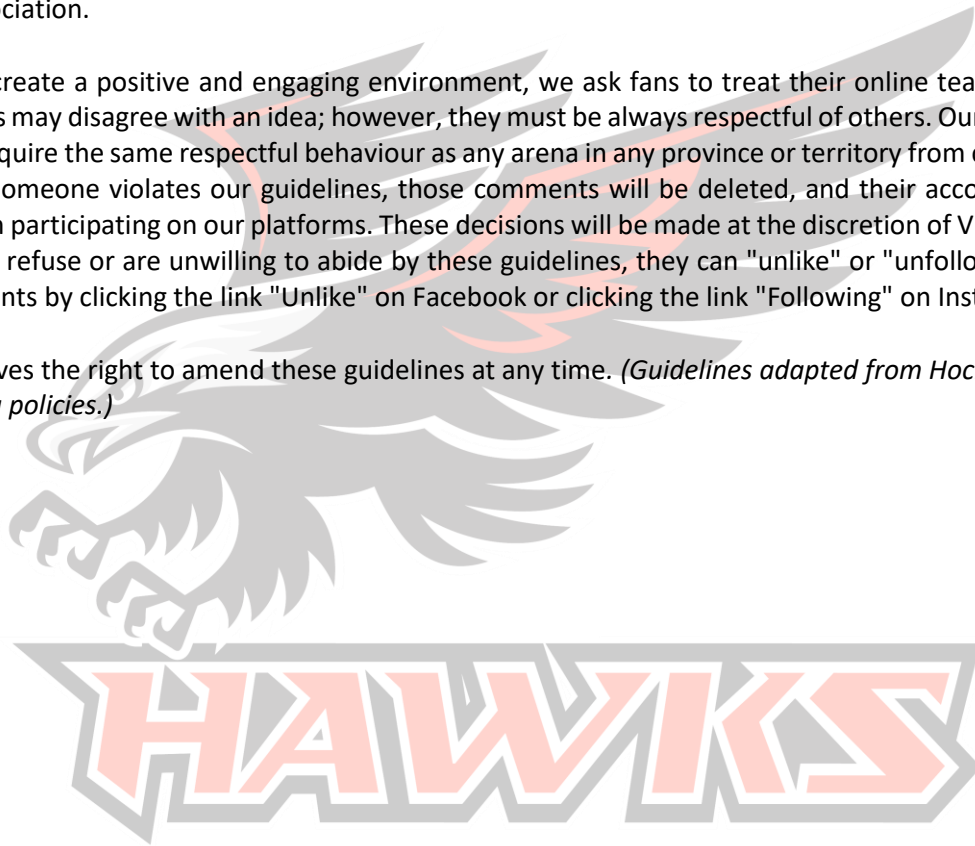 ciation.
create a positive and engaging environment, we ask fans to treat their online tea
s may disagree with an idea; however, they must be always respectful of others. Our
quire the same respectful behaviour as any arena in any province or territory from
omeone violates our guidelines, those comments will be deleted, and their acco
participating on our platforms. These decisions will be made at the discretion of V
refuse or are unwilling to abide by these guidelines, they can "unlike" or "unfollo
nts by clicking the link "Unlike" on Facebook or clicking the link "Following" on Inst
ves the right to amend these guidelines at any time. (Guidelines adapted from Hoc
policies.)
HAWKS